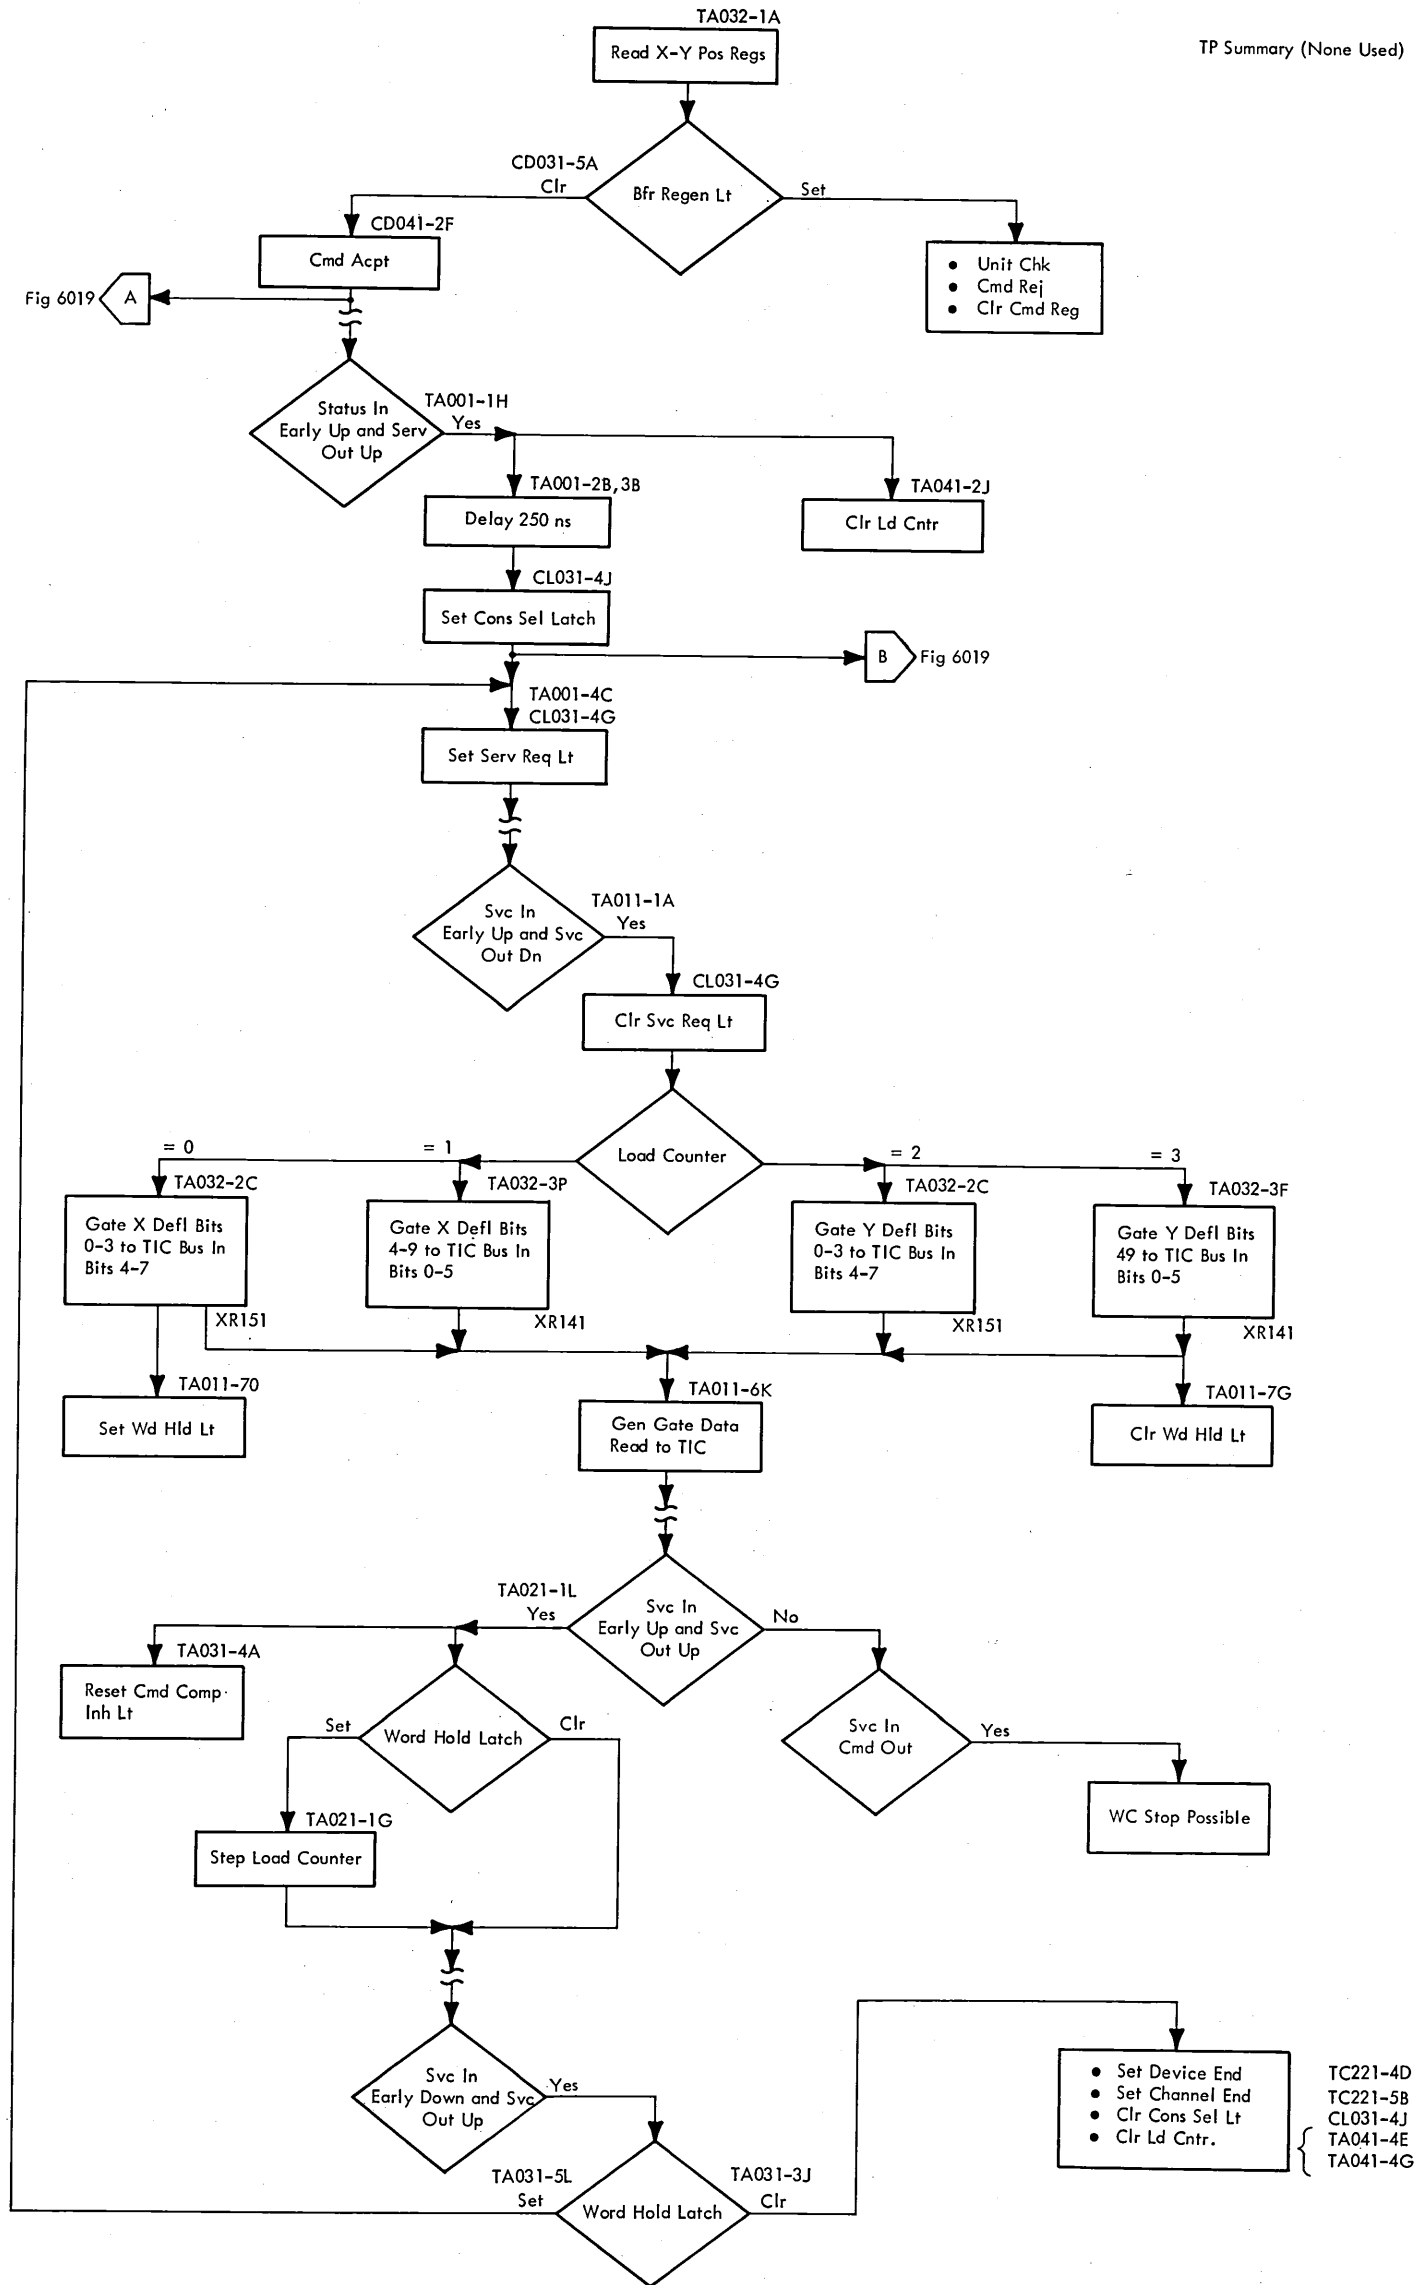 TA032-1A
TP Summary (None Used)
Read X-Y Pos Regs
CD031-5A
Clr
Bfr Regen Lt
Set
CD041-2F
Cmd Acpt
• Unit Chk
• Cmd Rej
• Clr Cmd Reg
Fig 6019
A
Status In
Early Up and Serv
Out Up
TA001-1H
Yes
TA001-2B,3B
TA041-2J
Delay 250 ns
Clr Ld Cntr
CL031-4J
Set Cons Sel Latch
B
Fig 6019
TA001-4C
CL031-4G
Set Serv Req Lt
Svc In
Early Up and Svc
Out Dn
TA011-1A
Yes
CL031-4G
Clr Svc Req Lt
Load Counter
= 0
= 1
= 2
= 3
TA032-2C
TA032-3P
TA032-2C
TA032-3F
Gate X Defl Bits
0-3 to TIC Bus In
Bits 4-7
Gate X Defl Bits
4-9 to TIC Bus In
Bits 0-5
Gate Y Defl Bits
0-3 to TIC Bus In
Bits 4-7
Gate Y Defl Bits
49 to TIC Bus In
Bits 0-5
XR151
XR141
XR151
XR141
TA011-70
TA011-6K
TA011-7G
Set Wd Hld Lt
Gen Gate Data
Read to TIC
Clr Wd Hld Lt
TA021-1L
Yes
Svc In
Early Up and Svc
Out Up
No
TA031-4A
Reset Cmd Comp
Inh Lt
Set
Word Hold Latch
Clr
Svc In
Cmd Out
Yes
TA021-1G
Step Load Counter
WC Stop Possible
Svc In
Early Down and Svc
Out Up
Yes
• Set Device End
• Set Channel End
• Clr Cons Sel Lt
• Clr Ld Cntr.
TC221-4D
TC221-5B
CL031-4J
TA041-4E
TA041-4G
TA031-5L
Set
Word Hold Latch
TA031-3J
Clr